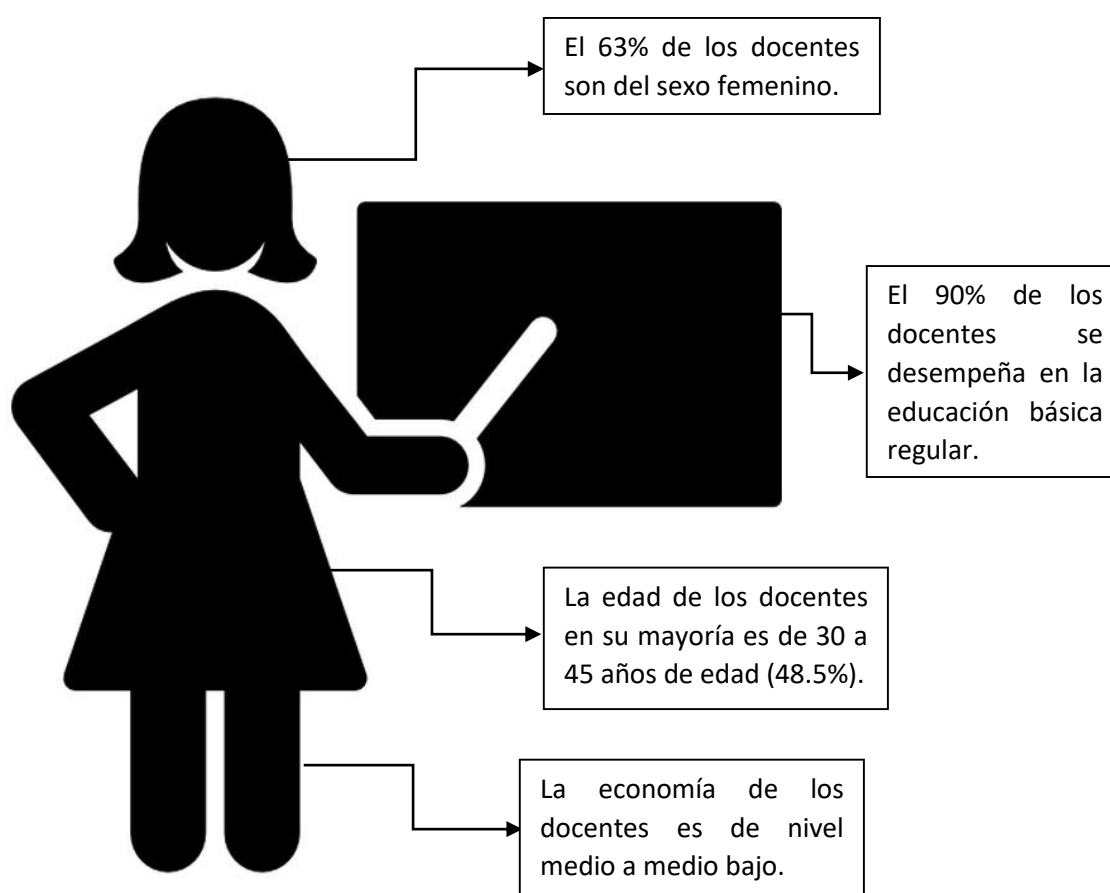 El 63% de los docentes
son del sexo femenino.
El 90% de los
docentes se
desempeña en la
educación básica
regular.
La edad de los docentes
en su mayoría es de 30 a
45 años de edad (48.5%).
La economía de los
docentes es de nivel
medio a medio bajo.